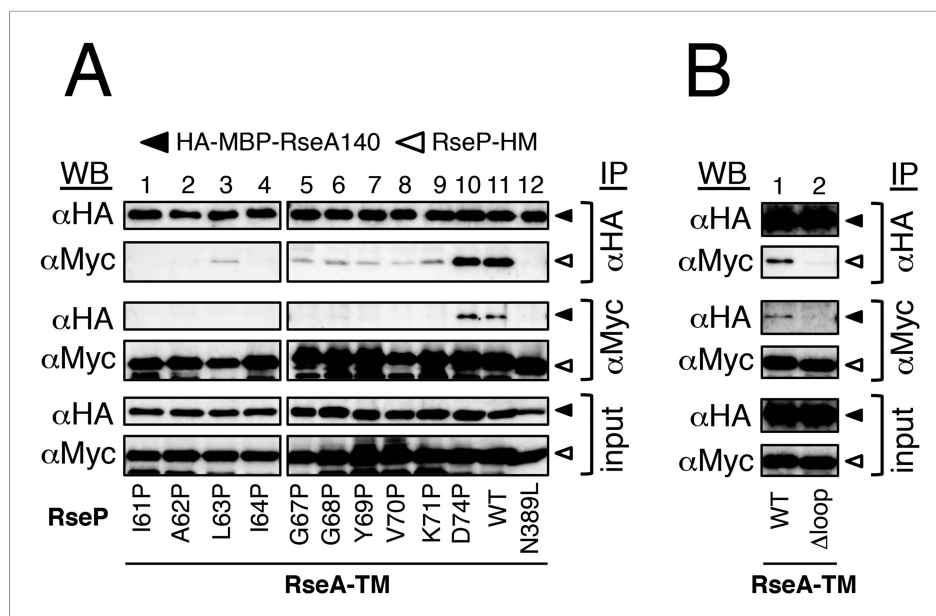 A
B
HA-MBP-RseA140 RseP-HM
WB 1 2 3 4 5 6 7 8 9 10 11 12 IP
WB 1 2 IP
αHA
αMyc
αHA
αHA
αMyc
αMyc
αHA
αMyc
input
αHA
αMyc
αHA
αHA
αMyc
αMyc
αHA
αMyc
input
RseP I61P A62P L63P I64P G67P G68P Y69P V70P K71P D74P WT N389L
WT Δloop
RseA-TM
RseA-TM